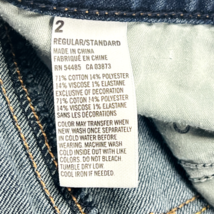 2
REGULAR/STANDARD
MADE IN CHINA
FABRIQUÉ EN CHINE
RN 54485 CA 03873
71% COTTON 14% POLYESTER
14% VISCOSE 1% ELASTANE
EXCLUSIVE OF DECORATION
71% COTON 14% POLYESTER
14% VISCOSE 1% ELASTHANNE
SANS LES DÉCORATIONS
COLOR MAY TRANSFER WHEN
NEW WASH ONCE SEPARATELY
IN COLD WATER BEFORE
WEARING. MACHINE WASH
COLD INSIDE OUT WITH LIKE
COLORS. DO NOT BLEACH.
TUMBLE DRY LOW.
COOL IRON IF NEEDED.